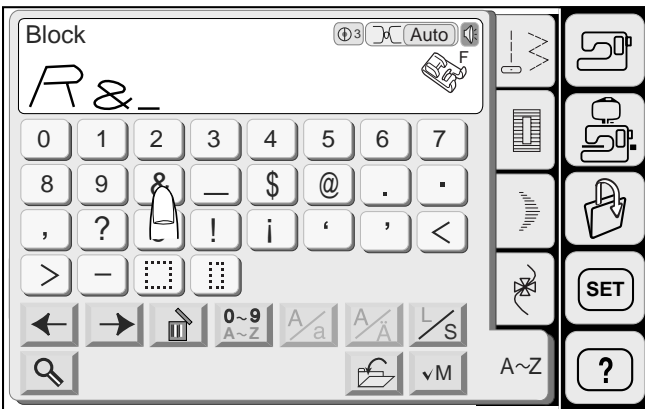 Block
3
Auto
F
R&_
0 1 2 3 4 5 6 7
8 9 & _ $ @ . ·
, ? ! ¡ ‘ ’ <
> –
0~9
A~Z
A/a
A/Ä
L/S
√M
A~Z
SET
?